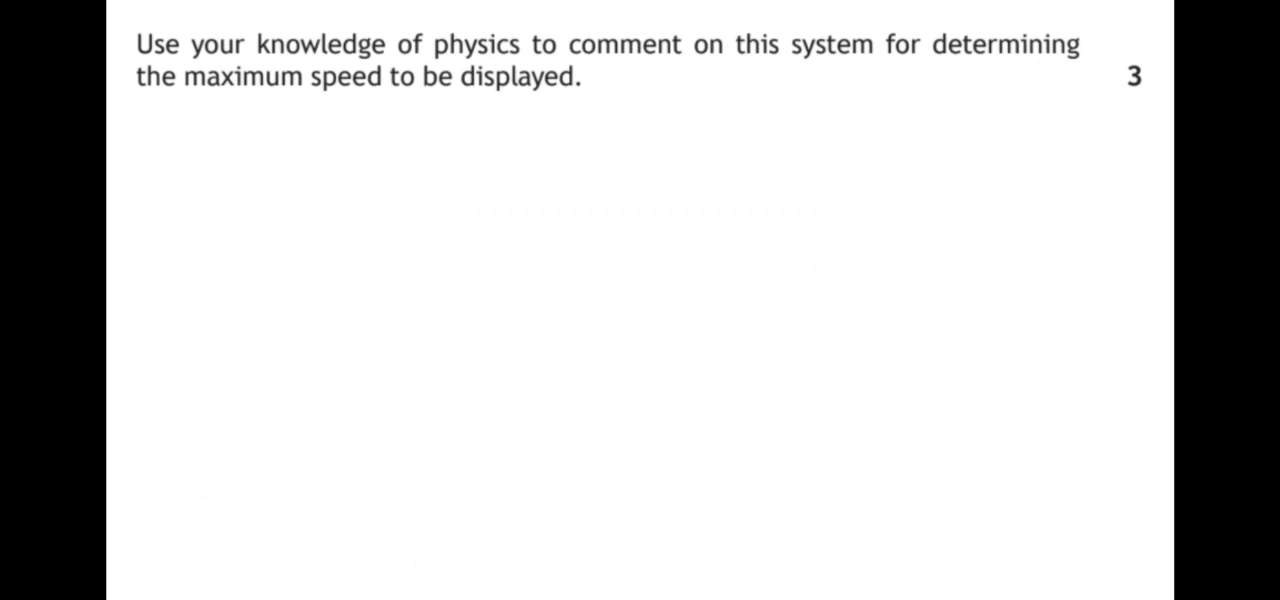 Use your knowledge of physics to comment on this system for determining
the maximum speed to be displayed. 3